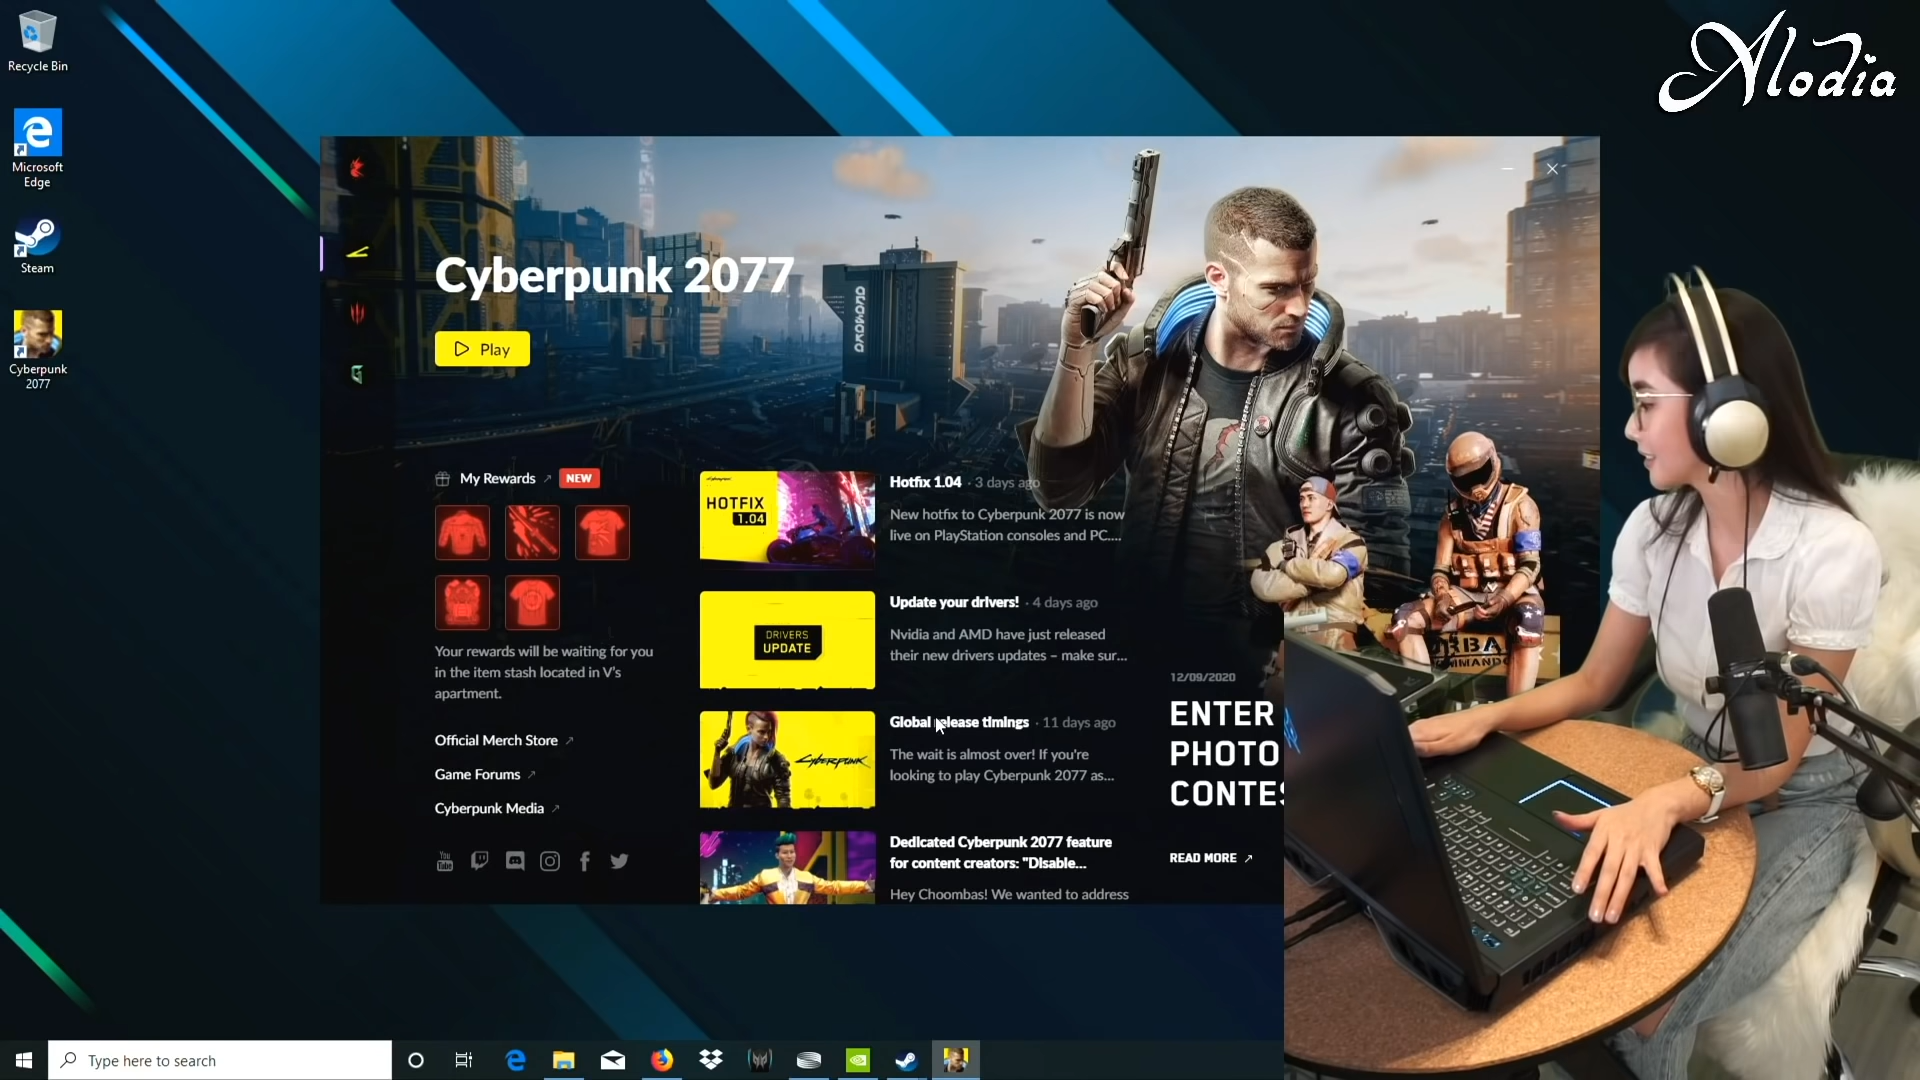 Recycle Bin
Microsoft
Edge
Steam
Cyberpunk
2077
Alodia
Cyberpunk 2077
Play
My Rewards
NEW
Your rewards will be waiting for you
in the item stash located in V's
apartment.
Official Merch Store
Game Forums
Cyberpunk Media
You
Tube
HOTFIX
1.04
Hotfix 1.04 · 3 days ago
New hotfix to Cyberpunk 2077 is now
live on PlayStation consoles and PC....
DRIVERS
UPDATE
Update your drivers! · 4 days ago
Nvidia and AMD have just released
their new drivers updates – make sur...
Cyberpunk
Global release timings · 11 days ago
The wait is almost over! If you're
looking to play Cyberpunk 2077 as...
Dedicated Cyberpunk 2077 feature
for content creators: "Disable...
Hey Choombas! We wanted to address
12/09/2020
ENTER
PHOTO
CONTES
READ MORE
Type here to search